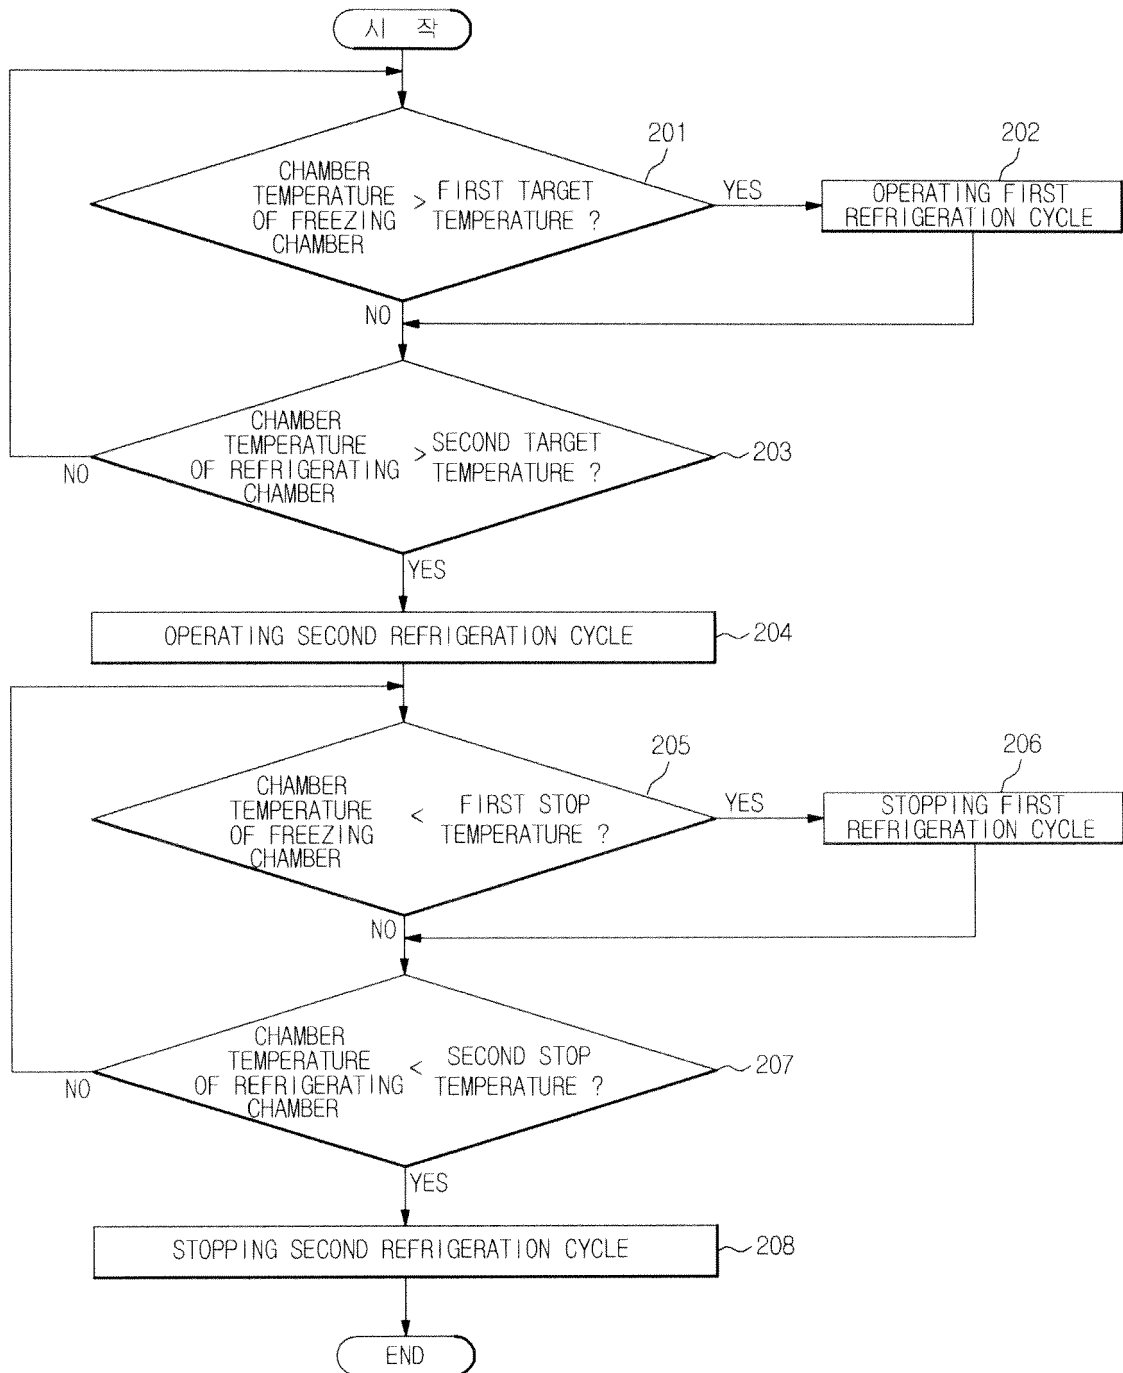 시 작
201
202
CHAMBER
TEMPERATURE
OF FREEZING
CHAMBER
>
FIRST TARGET
TEMPERATURE ?
YES
OPERATING FIRST
REFRIGERATION CYCLE
NO
CHAMBER
TEMPERATURE
OF REFRIGERATING
CHAMBER
>
SECOND TARGET
TEMPERATURE ?
203
NO
YES
OPERATING SECOND REFRIGERATION CYCLE
204
205
206
CHAMBER
TEMPERATURE
OF FREEZING
CHAMBER
<
FIRST STOP
TEMPERATURE ?
YES
STOPPING FIRST
REFRIGERATION CYCLE
NO
CHAMBER
TEMPERATURE
OF REFRIGERATING
CHAMBER
<
SECOND STOP
TEMPERATURE ?
207
NO
YES
STOPPING SECOND REFRIGERATION CYCLE
208
END